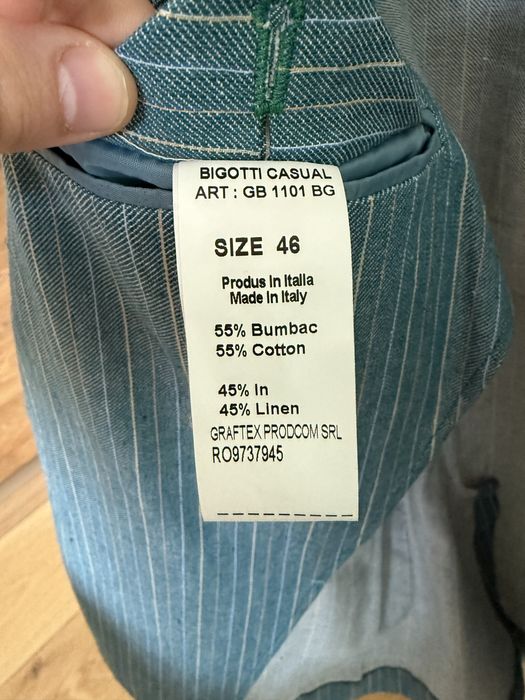 BIGOTTI CASUAL
ART : GB 1101 BG
SIZE 46
Produs in Italia
Made in Italy
55% Bumbac
55% Cotton
45% In
45% Linen
GRAFTEX PRODCOM SRL
RO9737945